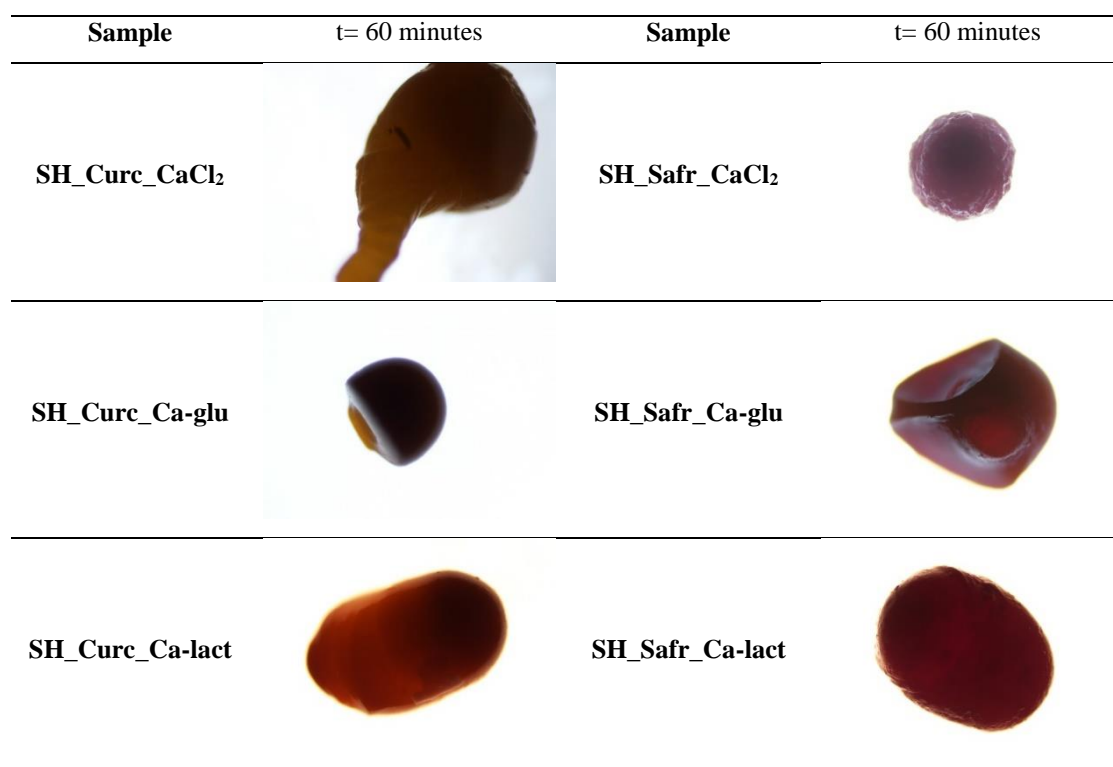 Sample t= 60 minutes Sample t= 60 minutes
SH_Curc_CaCl₂ SH_Safr_CaCl₂
SH_Curc_Ca-glu SH_Safr_Ca-glu
SH_Curc_Ca-lact SH_Safr_Ca-lact